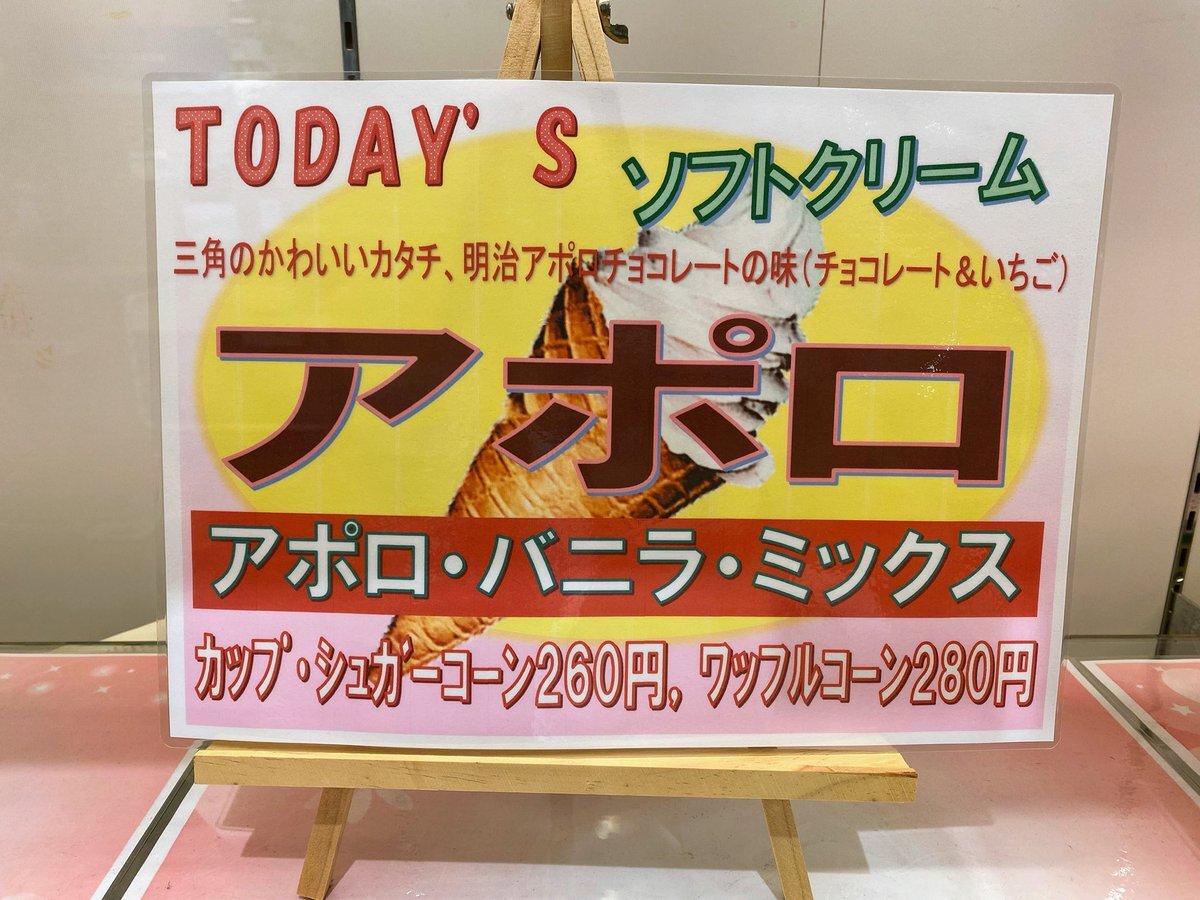 TODAY'S
ソフトクリーム
三角のかわいいカタチ、明治アポロチョコレートの味(チョコレート&いちご)
アポロ
アポロ・バニラ・ミックス
カップ・シュガーコーン260円, ワッフルコーン280円